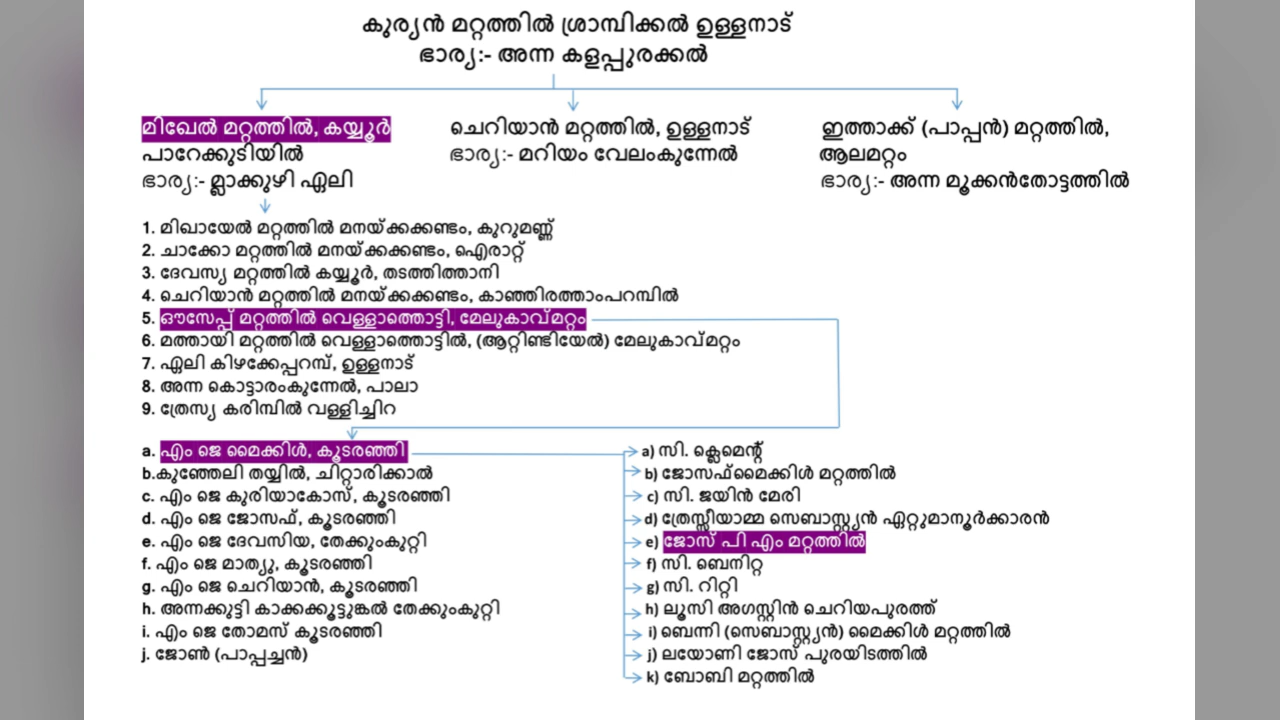 കുര്യൻ മറ്റത്തിൽ ശ്രാമ്പിക്കൽ ഉള്ളനാട്
ഭാര്യ:- അന്ന കളപ്പുരക്കൽ
മിഖേൽ മറ്റത്തിൽ, കയ്യൂർ
പാറേക്കുടിയിൽ
ഭാര്യ:- മ്ലാക്കുഴി ഏലി
ചെറിയാൻ മറ്റത്തിൽ, ഉള്ളനാട്
ഭാര്യ:- മറിയം വേലംകുന്നേൽ
ഇത്താക്ക് (പാപ്പൻ) മറ്റത്തിൽ,
ആലമറ്റം
ഭാര്യ:- അന്ന മൂക്കൻതോട്ടത്തിൽ
1. മിഖായേൽ മറ്റത്തിൽ മനയ്ക്കക്കണ്ടം, കുറുമണ്ണ്
2. ചാക്കോ മറ്റത്തിൽ മനയ്ക്കക്കണ്ടം, ഐരാറ്റ്
3. ദേവസ്യ മറ്റത്തിൽ കയ്യൂർ, തടത്തിത്താനി
4. ചെറിയാൻ മറ്റത്തിൽ മനയ്ക്കക്കണ്ടം, കാഞ്ഞിരത്താംപറമ്പിൽ
5. ഔസേപ്പ് മറ്റത്തിൽ വെള്ളാത്തൊട്ടി, മേലുകാവ്മറ്റം
6. മത്തായി മറ്റത്തിൽ വെള്ളാത്തൊട്ടിൽ, (ആറ്റിണ്ടിയേൽ) മേലുകാവ്മറ്റം
7. ഏലി കിഴക്കേപ്പറമ്പ്, ഉള്ളനാട്
8. അന്ന കൊട്ടാരംകുന്നേൽ, പാലാ
9. ത്രേസ്യ കരിമ്പിൽ വള്ളിച്ചിറ
a. എം ജെ മൈക്കിൾ, കൂടരഞ്ഞി
b.കുഞ്ഞേലി തയ്യിൽ, ചിറ്റാരിക്കാൽ
c. എം ജെ കുരിയാകോസ്, കൂടരഞ്ഞി
d. എം ജെ ജോസഫ്, കൂടരഞ്ഞി
e. എം ജെ ദേവസിയ, തേക്കുംകുറ്റി
f. എം ജെ മാത്യു, കൂടരഞ്ഞി
g. എം ജെ ചെറിയാൻ, കൂടരഞ്ഞി
h. അന്നക്കുട്ടി കാക്കക്കൂട്ടുങ്കൽ തേക്കുംകുറ്റി
i. എം ജെ തോമസ് കൂടരഞ്ഞി
j. ജോൺ (പാപ്പച്ചൻ)
a) സി. ക്ലെമെന്റ്
b) ജോസഫ്മൈക്കിൾ മറ്റത്തിൽ
c) സി. ജയിൻ മേരി
d) ത്രേസ്സീയാമ്മ സെബാസ്റ്റ്യൻ ഏറ്റുമാനൂർക്കാരൻ
e) ജോസ് പി എം മറ്റത്തിൽ
f) സി. ബെനിറ്റ
g) സി. റിറ്റി
h) ലൂസി അഗസ്റ്റിൻ ചെറിയപുരത്ത്
i) ബെന്നി (സെബാസ്റ്റ്യൻ) മൈക്കിൾ മറ്റത്തിൽ
j) ലയോണി ജോസ് പുരയിടത്തിൽ
k) ബോബി മറ്റത്തിൽ